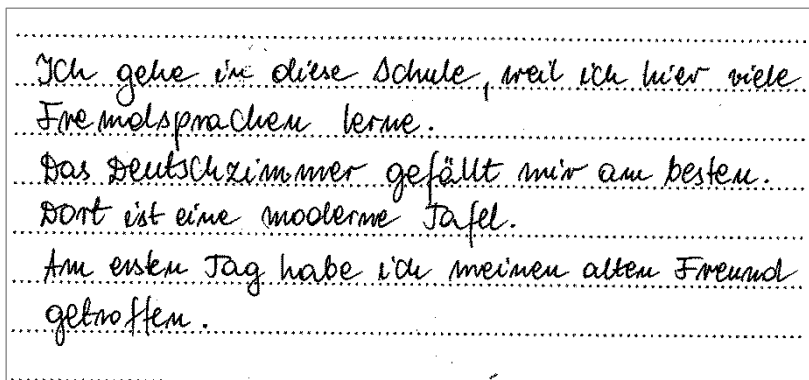 Ich gehe in diese Schule, weil ich hier viele
Fremdsprachen lerne.
Das Deutschzimmer gefällt mir am besten.
Dort ist eine moderne Tafel.
Am ersten Tag habe ich meinen alten Freund
getroffen.